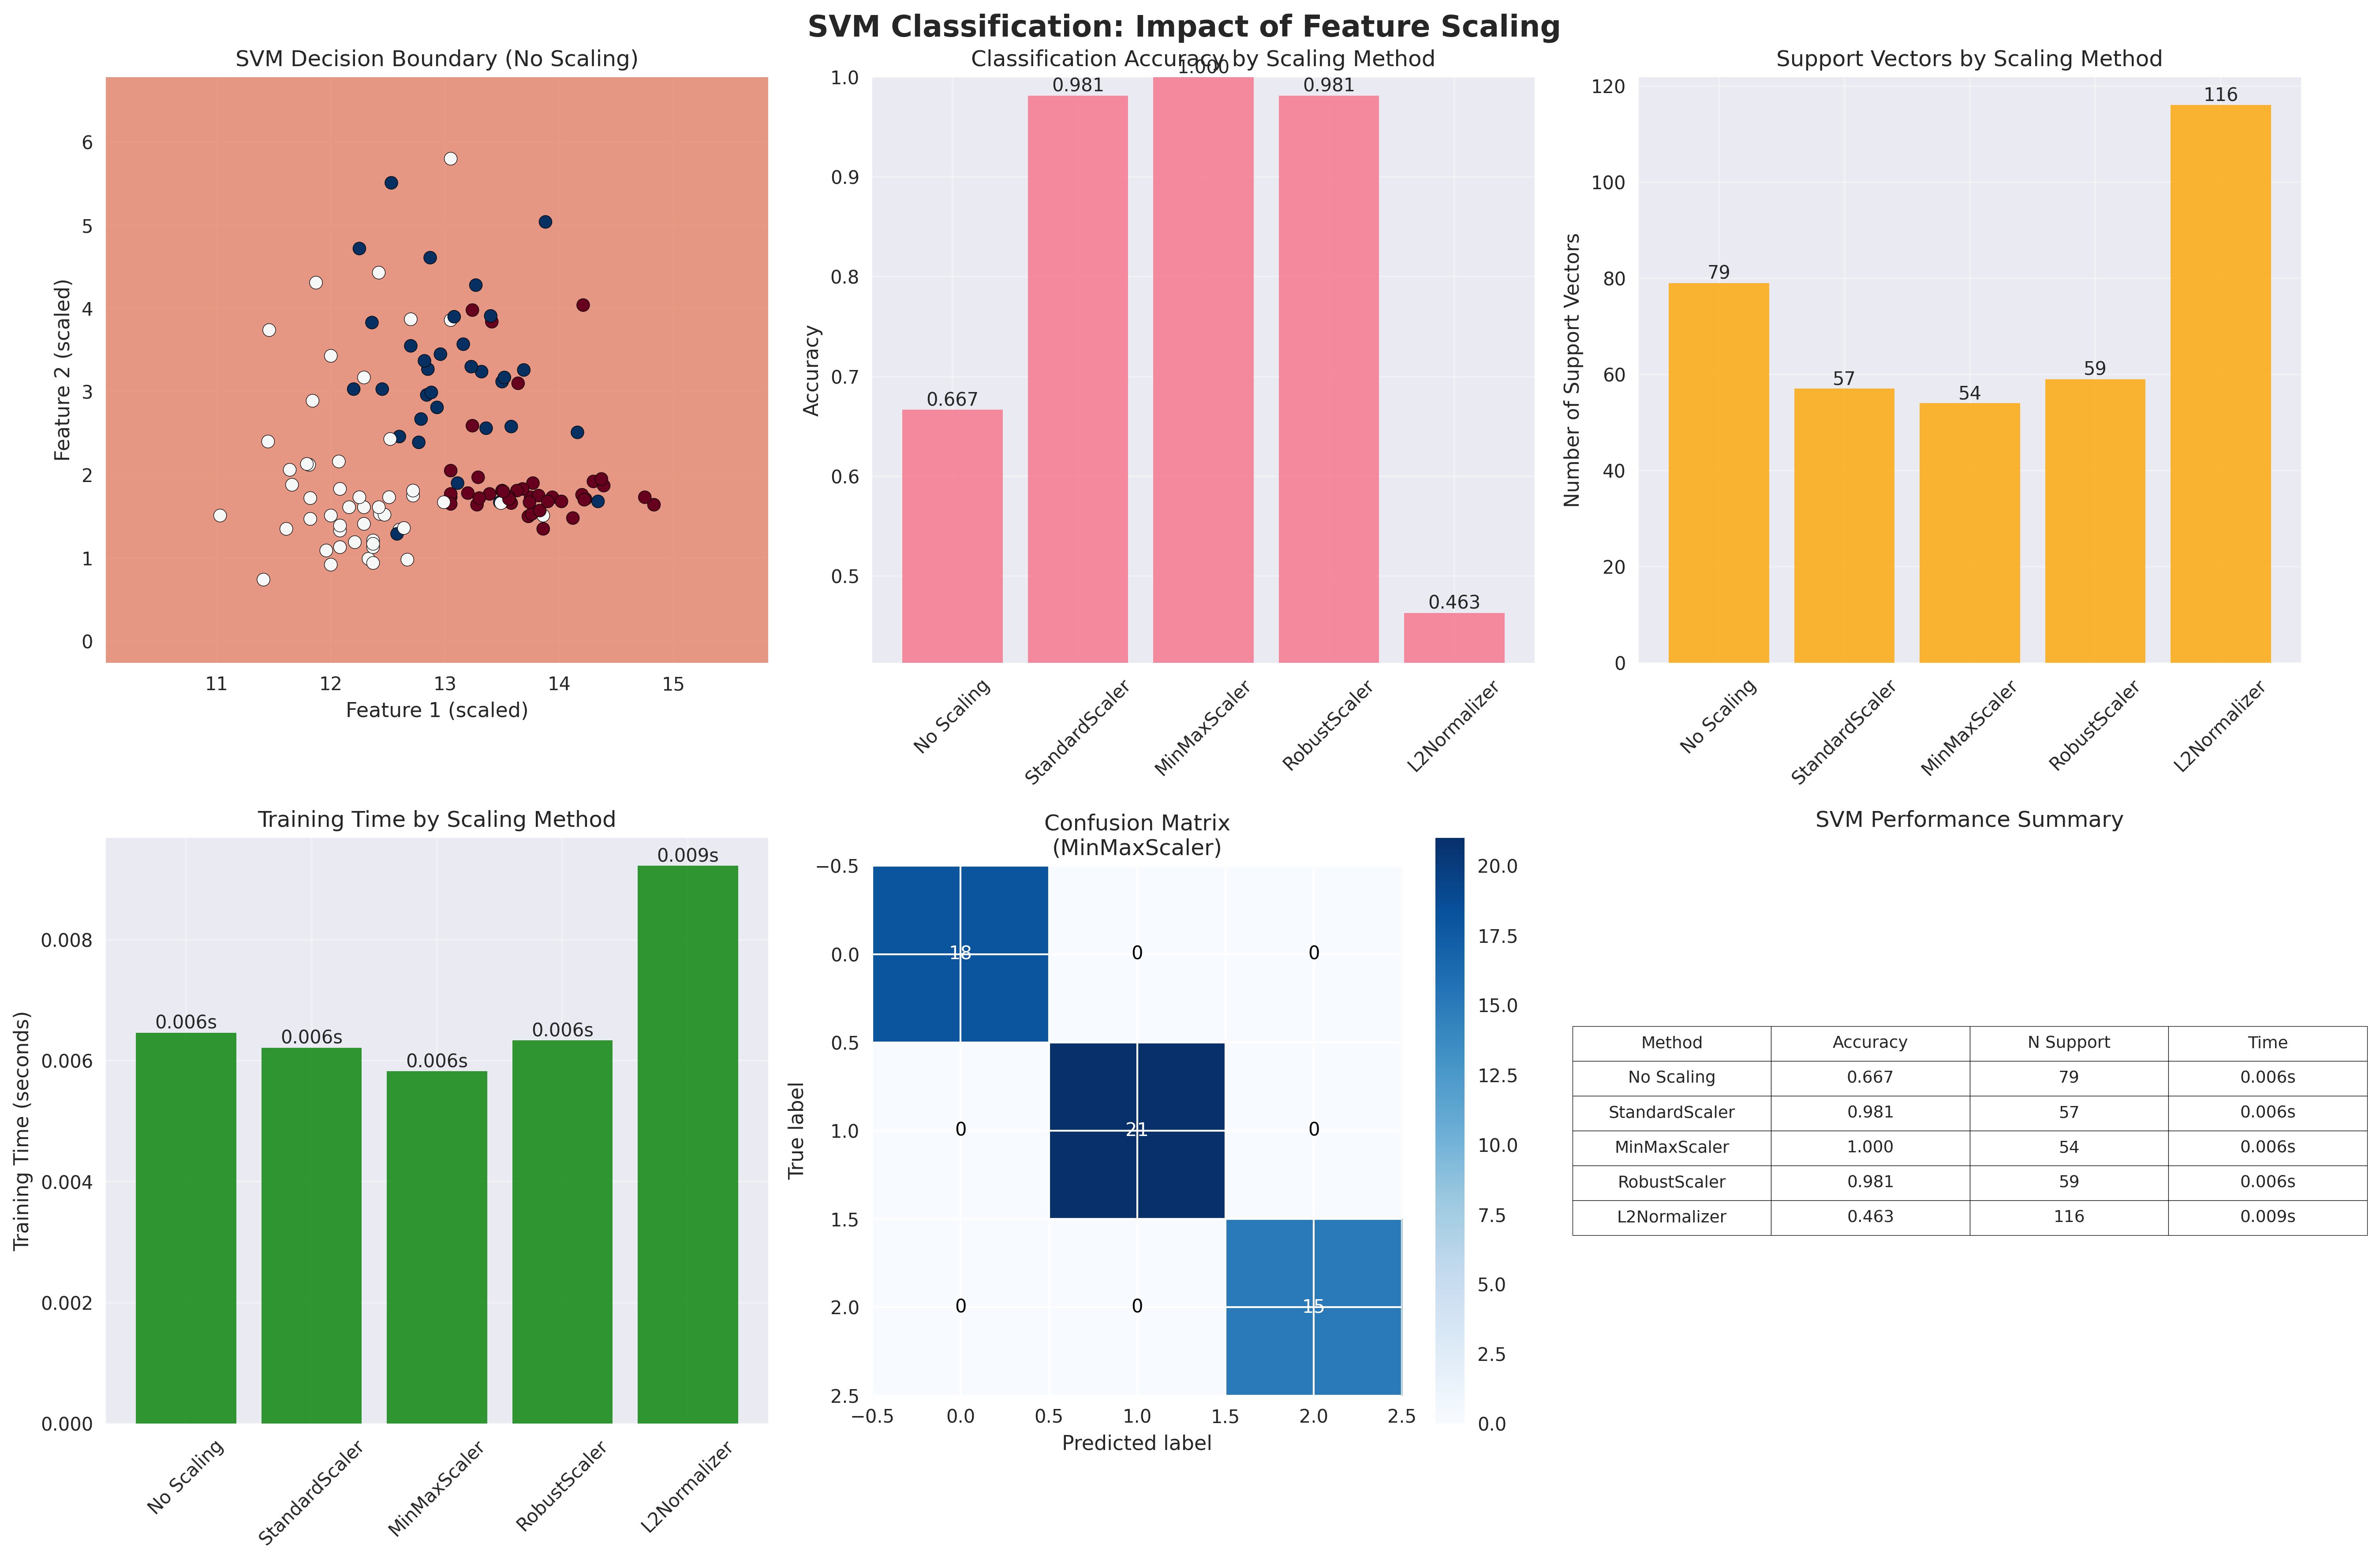 SVM Classification: Impact of Feature Scaling
SVM Decision Boundary (No Scaling)
Feature 2 (scaled)
6
5
4
3
2
1
0
11 12 13 14 15
Feature 1 (scaled)
Classification Accuracy by Scaling Method
Accuracy
1.0
0.9
0.8
0.7
0.6
0.5
0.667
0.981
1.000
0.981
0.463
No Scaling
StandardScaler
MinMaxScaler
RobustScaler
L2Normalizer
Support Vectors by Scaling Method
Number of Support Vectors
120
100
80
60
40
20
0
79
57
54
59
116
No Scaling
StandardScaler
MinMaxScaler
RobustScaler
L2Normalizer
Training Time by Scaling Method
Training Time (seconds)
0.008
0.006
0.004
0.002
0.000
0.006s
0.006s
0.006s
0.006s
0.009s
No Scaling
StandardScaler
MinMaxScaler
RobustScaler
L2Normalizer
Confusion Matrix
(MinMaxScaler)
True label
−0.5
0.0
0.5
1.0
1.5
2.0
2.5
18 0 0
0 21 0
0 0 15
−0.5 0.0 0.5 1.0 1.5 2.0 2.5
Predicted label
20.0
17.5
15.0
12.5
10.0
7.5
5.0
2.5
0.0
SVM Performance Summary
Method Accuracy N Support Time
No Scaling 0.667 79 0.006s
StandardScaler 0.981 57 0.006s
MinMaxScaler 1.000 54 0.006s
RobustScaler 0.981 59 0.006s
L2Normalizer 0.463 116 0.009s